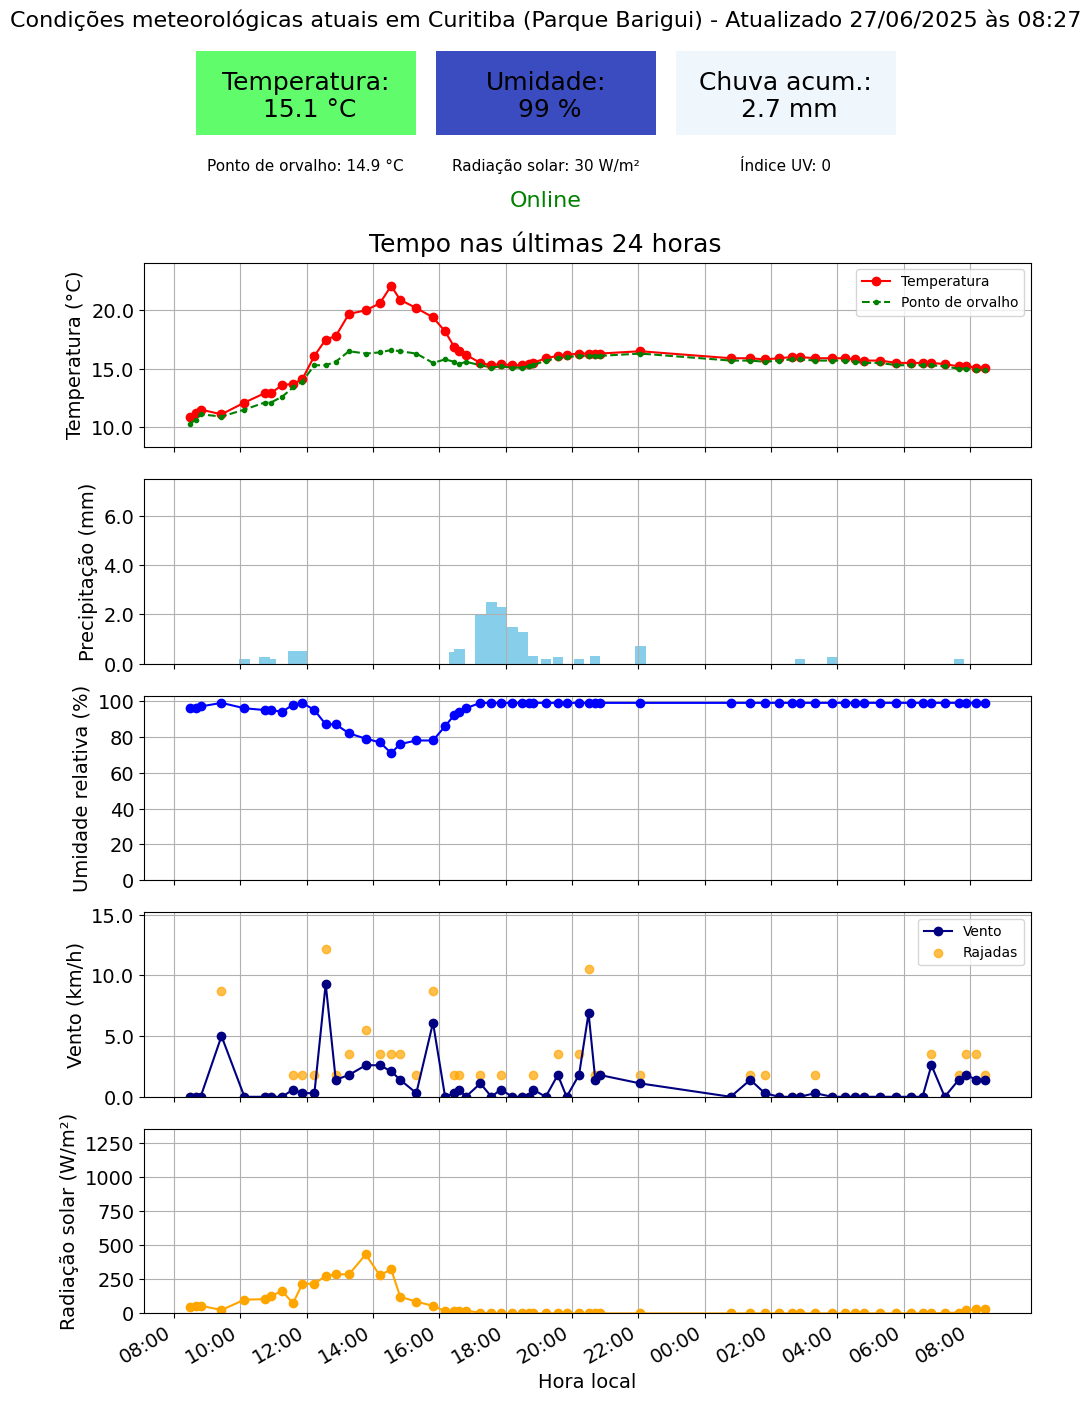 Condições meteorológicas atuais em Curitiba (Parque Barigui) - Atualizado 27/06/2025 às 08:27
Temperatura:
15.1 °C
Umidade:
99 %
Chuva acum.:
2.7 mm
Ponto de orvalho: 14.9 °C
Radiação solar: 30 W/m²
Índice UV: 0
Online
Tempo nas últimas 24 horas
Temperatura (°C)
20.0
15.0
10.0
Temperatura
Ponto de orvalho
Precipitação (mm)
6.0
4.0
2.0
0.0
Umidade relativa (%)
100
80
60
40
20
0
Vento (km/h)
15.0
10.0
5.0
0.0
Vento
Rajadas
Radiação solar (W/m²)
1250
1000
750
500
250
0
08:00
10:00
12:00
14:00
16:00
18:00
20:00
22:00
00:00
02:00
04:00
06:00
08:00
Hora local